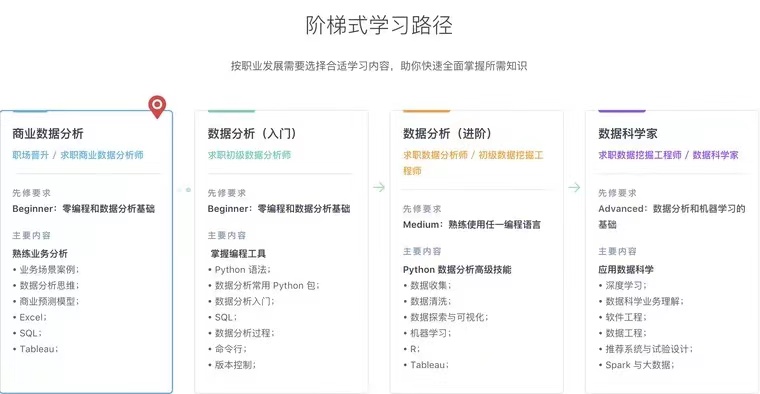 阶梯式学习路径
按职业发展需要选择合适学习内容，助你快速全面掌握所需知识
商业数据分析
职场晋升 / 求职商业数据分析师
先修要求
Beginner：零编程和数据分析基础
主要内容
熟练业务分析
• 业务场景案例；
• 数据分析思维；
• 商业预测模型；
• Excel；
• SQL；
• Tableau；
数据分析（入门）
求职初级数据分析师
先修要求
Beginner：零编程和数据分析基础
主要内容
掌握编程工具
• Python 语法；
• 数据分析常用 Python 包；
• 数据分析入门；
• SQL；
• 数据分析过程；
• 命令行；
• 版本控制；
数据分析（进阶）
求职数据分析师 / 初级数据挖掘工
程师
先修要求
Medium：熟练使用任一编程语言
主要内容
Python 数据分析高级技能
• 数据收集；
• 数据清洗；
• 数据探索与可视化；
• 机器学习；
• R；
• Tableau；
数据科学家
求职数据挖掘工程师 / 数据科学家
先修要求
Advanced：数据分析和机器学习的
基础
主要内容
应用数据科学
• 深度学习；
• 数据科学业务理解；
• 软件工程；
• 数据工程；
• 推荐系统与试验设计；
• Spark 与大数据；